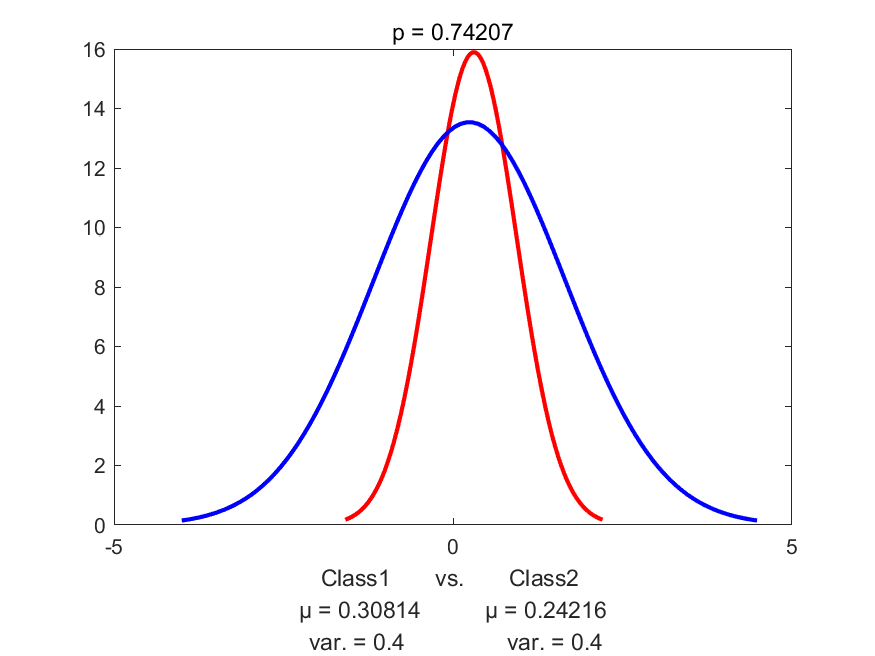 p = 0.74207
16
14
12
10
8
6
4
2
0
-5 0 5
Class1 vs. Class2
μ = 0.30814 μ = 0.24216
var. = 0.4 var. = 0.4